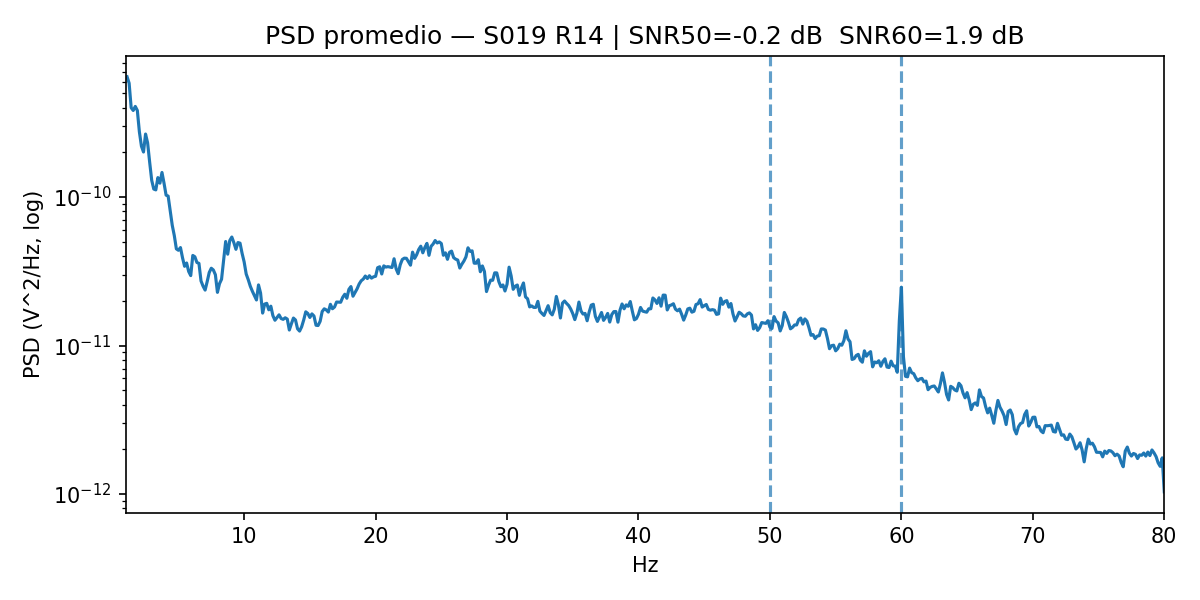 PSD promedio — S019 R14 | SNR50=-0.2 dB  SNR60=1.9 dB
PSD (V^2/Hz, log)
10⁻¹⁰
10⁻¹¹
10⁻¹²
10 20 30 40 50 60 70 80
Hz